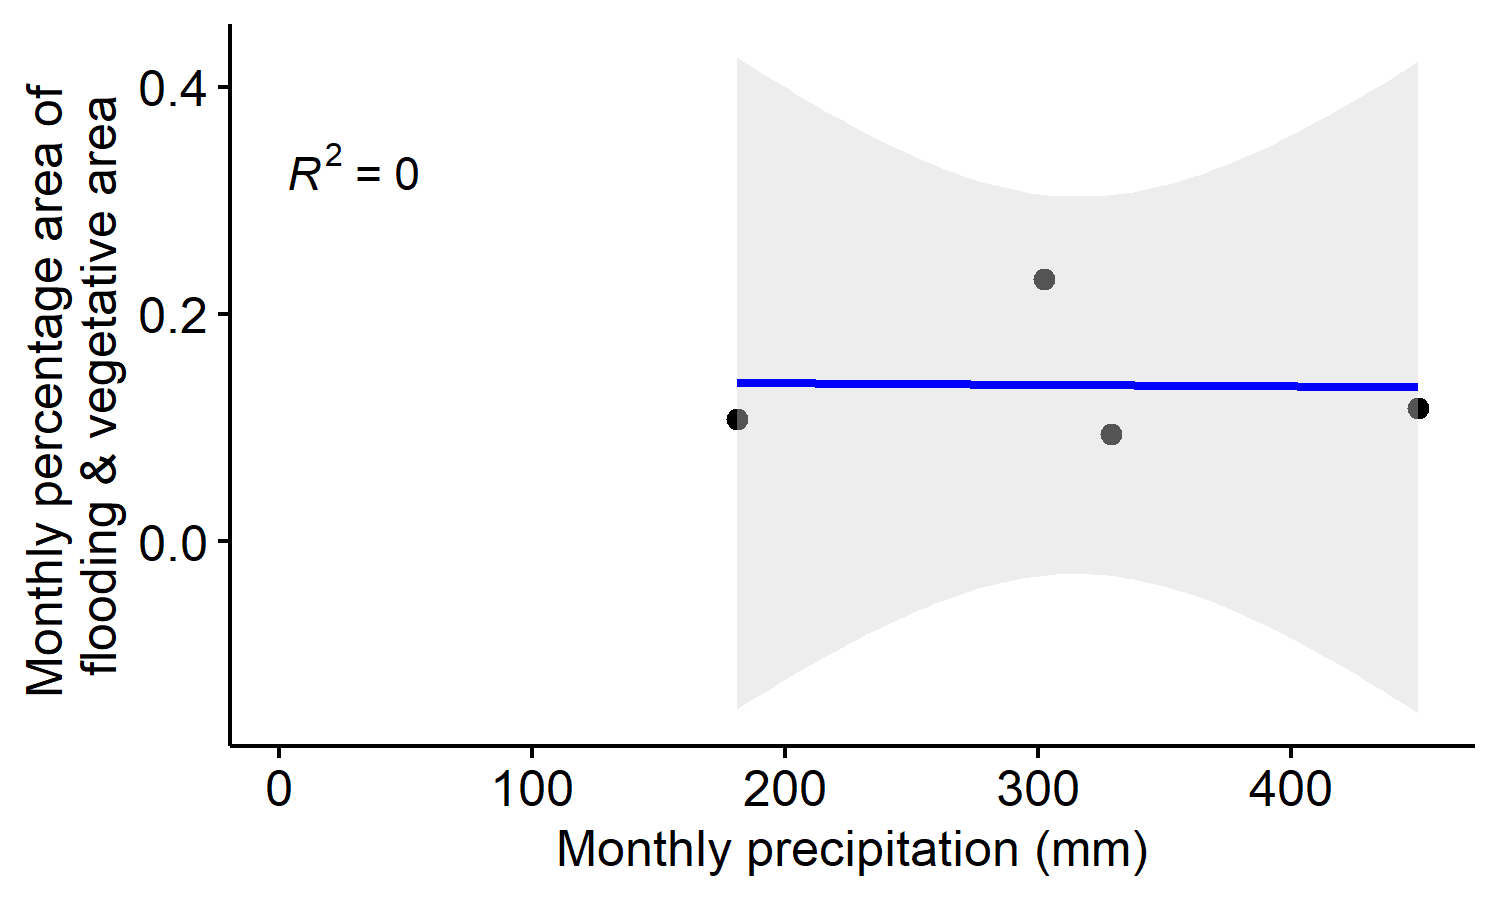 Monthly percentage area of
flooding & vegetative area
0.4
0.2
0.0
R² = 0
0 100 200 300 400
Monthly precipitation (mm)